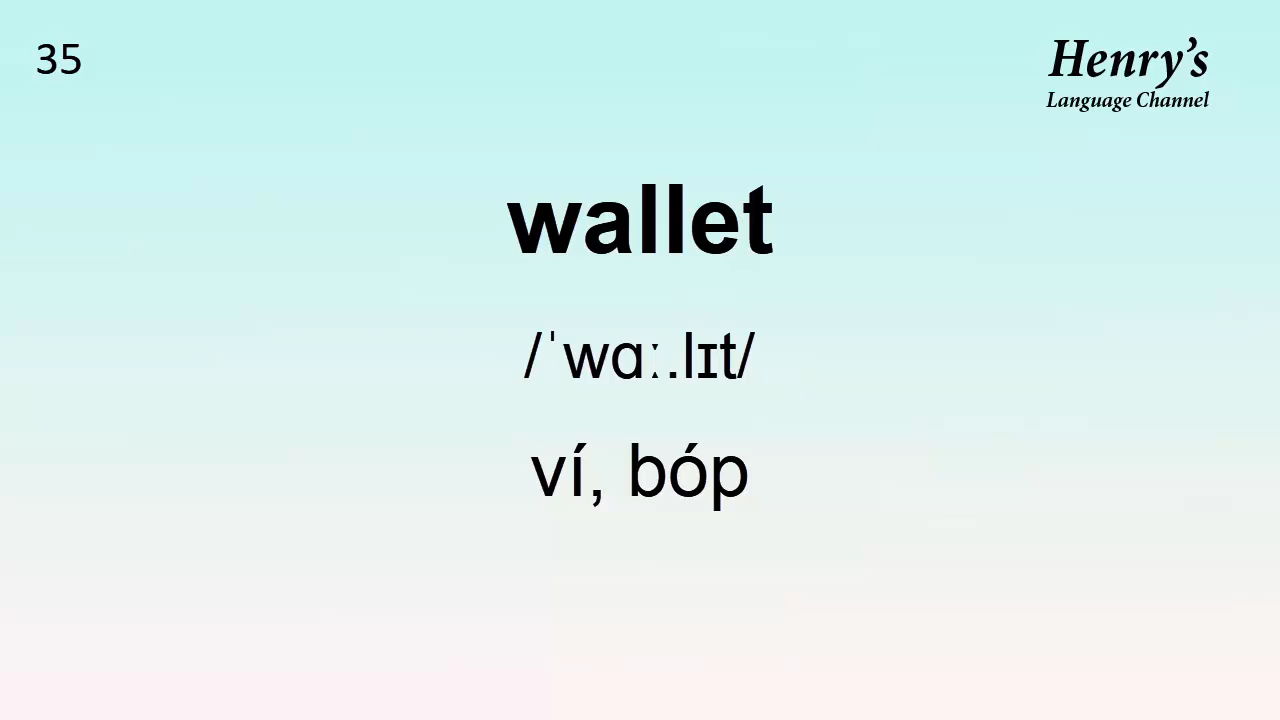 35
Henry’s
Language Channel
wallet
/ˈwɑː.lɪt/
ví, bóp